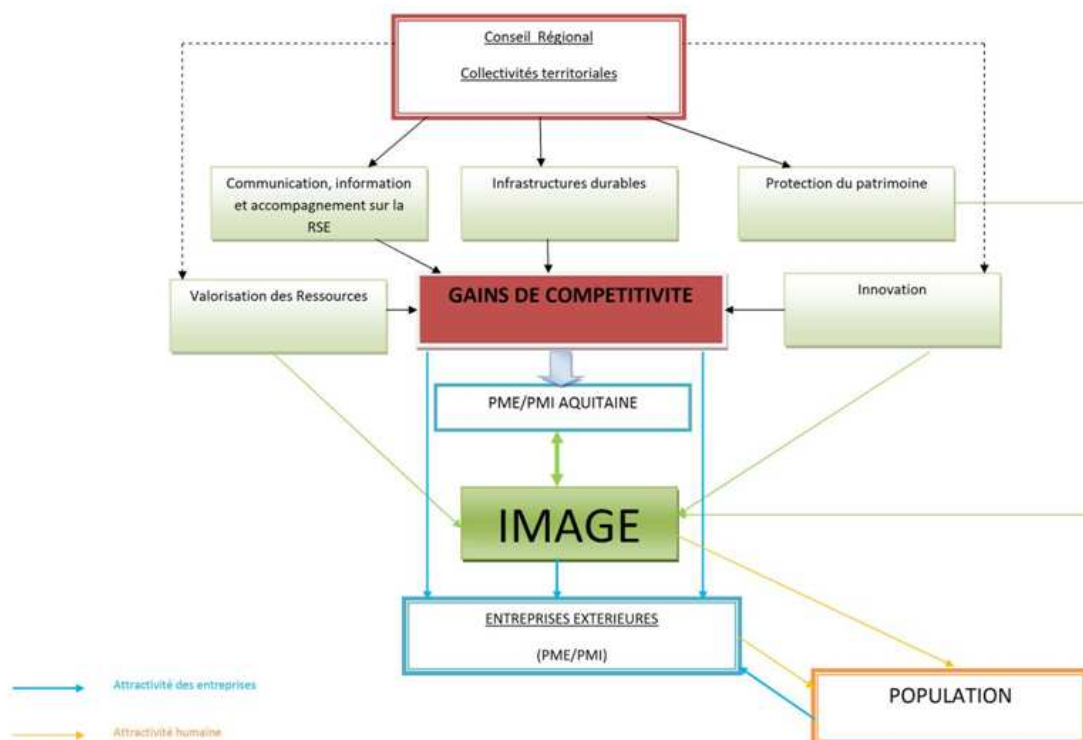 Conseil Régional
Collectivités territoriales
Communication, information
et accompagnement sur la
RSE
Infrastructures durables
Protection du patrimoine
Valorisation des Ressources
GAINS DE COMPETITIVITE
Innovation
PME/PMI AQUITAINE
IMAGE
ENTREPRISES EXTERIEURES
(PME/PMI)
POPULATION
Attractivité des entreprises
Attractivité humaine